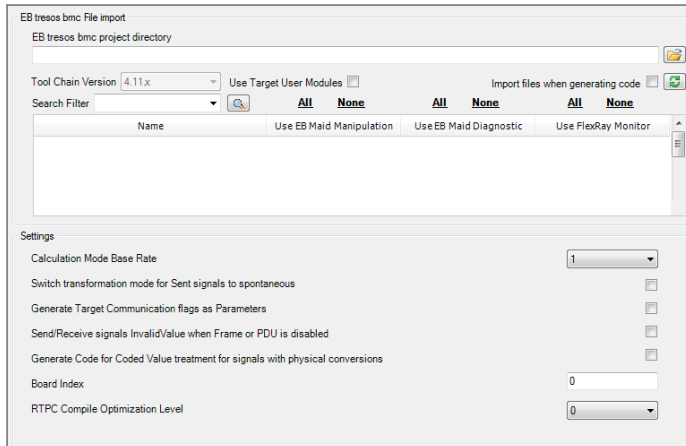 EB tresos bmc File import
EB tresos bmc project directory
Tool Chain Version 4.11.x Use Target User Modules Import files when generating code
Search Filter All None All None All None
Name Use EB Maid Manipulation Use EB Maid Diagnostic Use FlexRay Monitor
Settings
Calculation Mode Base Rate 1
Switch transformation mode for Sent signals to spontaneous
Generate Target Communication flags as Parameters
Send/Receive signals InvalidValue when Frame or PDU is disabled
Generate Code for Coded Value treatment for signals with physical conversions
Board Index 0
RTPC Compile Optimization Level 0